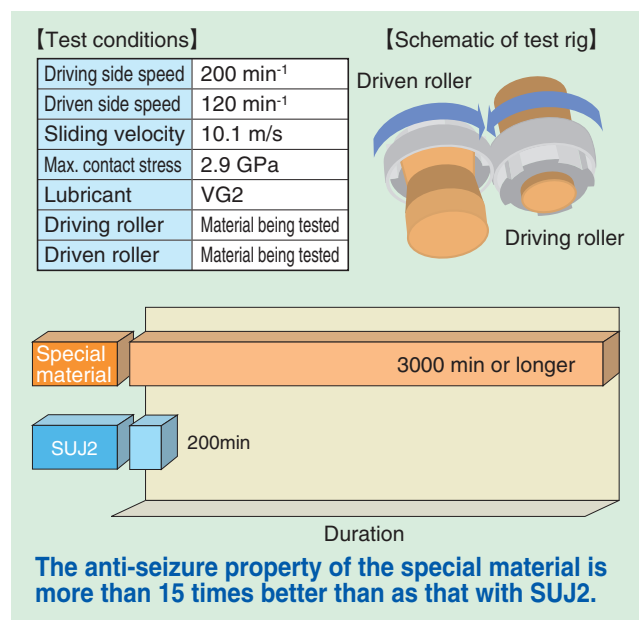 【Test conditions】
Driving side speed 200 min⁻¹
Driven side speed 120 min⁻¹
Sliding velocity 10.1 m/s
Max. contact stress 2.9 GPa
Lubricant VG2
Driving roller Material being tested
Driven roller Material being tested
【Schematic of test rig】
Driven roller
Driving roller
Special
material
3000 min or longer
SUJ2
200min
Duration
The anti-seizure property of the special material is
more than 15 times better than as that with SUJ2.